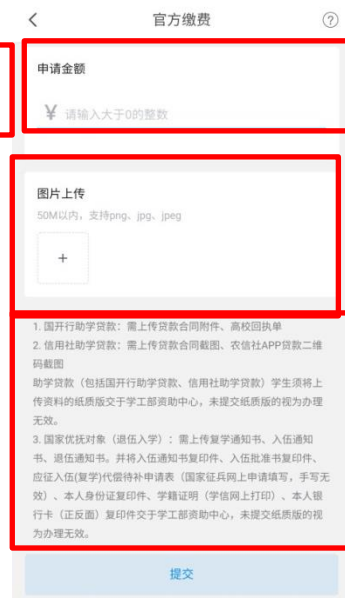 官方缴费
申请金额
¥ 请输入大于0的整数
图片上传
50M以内，支持png、jpg、jpeg
+
1. 国开行助学贷款：需上传贷款合同附件、高校回执单
2. 信用社助学贷款：需上传贷款合同截图、农信社APP贷款二维
码截图
助学贷款（包括国开行助学贷款、信用社助学贷款）学生须将上
传资料的纸质版交于学工部资助中心，未提交纸质版的视为办理
无效。
3. 国家优抚对象（退伍入学）：需上传复学通知书、入伍通知
书、退伍通知书。并将入伍通知书复印件、入伍批准书复印件、
应征入伍(复学)代偿待补申请表（国家征兵网上申请填写，手写无
效）、本人身份证复印件、学籍证明（学信网上打印）、本人银
行卡（正反面）复印件交于学工部资助中心，未提交纸质版的视
为办理无效。
提交